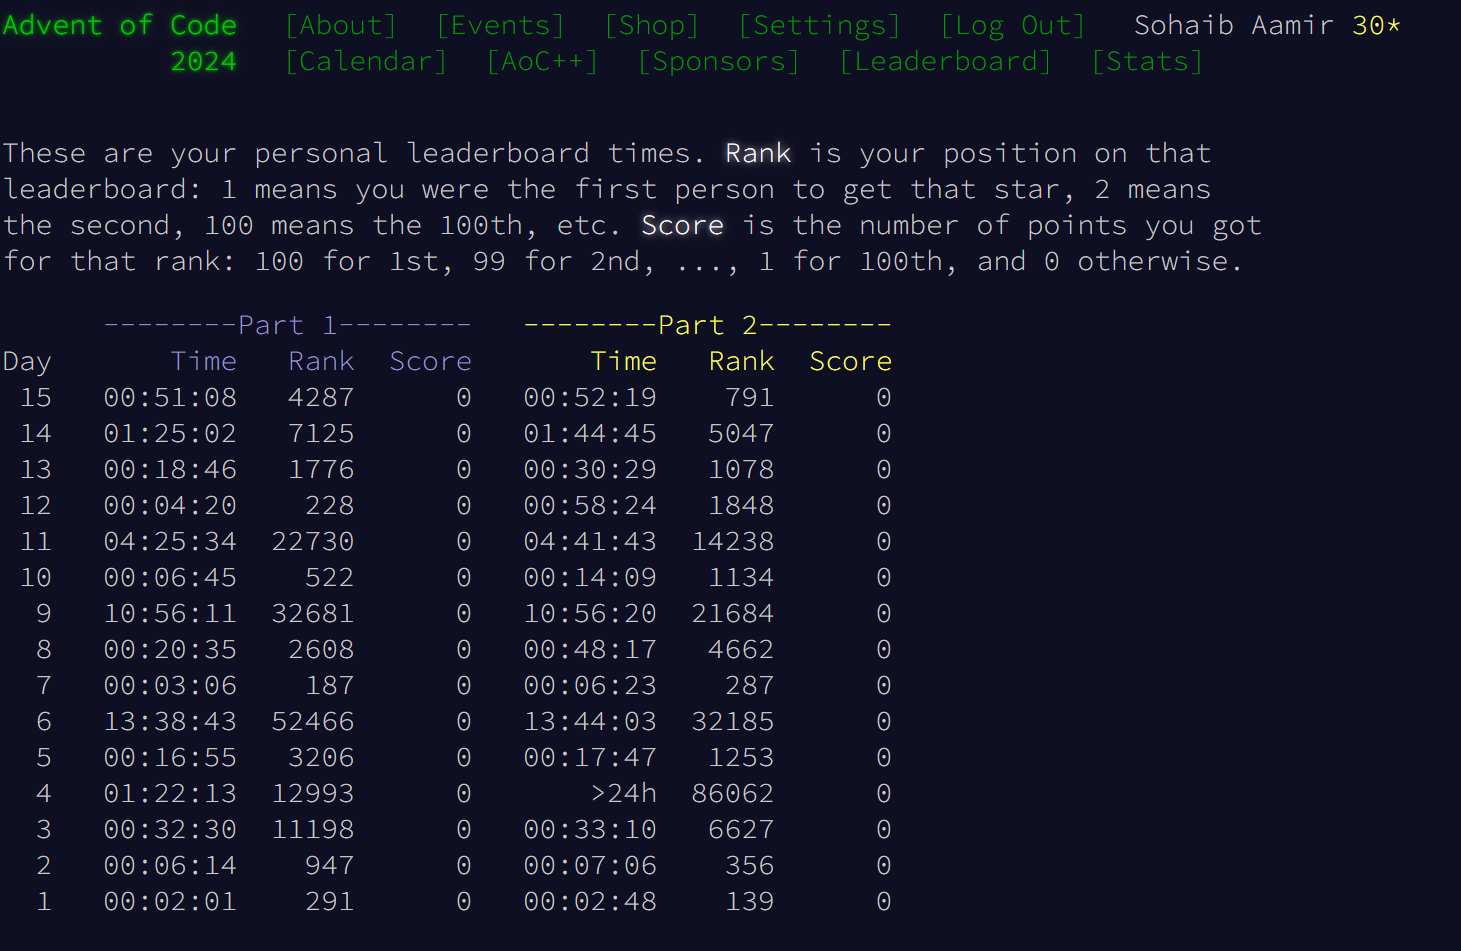 Advent of Code [About] [Events] [Shop] [Settings] [Log Out] Sohaib Aamir 30*
2024 [Calendar] [AoC++] [Sponsors] [Leaderboard] [Stats]
These are your personal leaderboard times. Rank is your position on that
leaderboard: 1 means you were the first person to get that star, 2 means
the second, 100 means the 100th, etc. Score is the number of points you got
for that rank: 100 for 1st, 99 for 2nd, ..., 1 for 100th, and 0 otherwise.
--------Part 1-------- --------Part 2--------
Day Time Rank Score Time Rank Score
15 00:51:08 4287 0 00:52:19 791 0
14 01:25:02 7125 0 01:44:45 5047 0
13 00:18:46 1776 0 00:30:29 1078 0
12 00:04:20 228 0 00:58:24 1848 0
11 04:25:34 22730 0 04:41:43 14238 0
10 00:06:45 522 0 00:14:09 1134 0
9 10:56:11 32681 0 10:56:20 21684 0
8 00:20:35 2608 0 00:48:17 4662 0
7 00:03:06 187 0 00:06:23 287 0
6 13:38:43 52466 0 13:44:03 32185 0
5 00:16:55 3206 0 00:17:47 1253 0
4 01:22:13 12993 0 >24h 86062 0
3 00:32:30 11198 0 00:33:10 6627 0
2 00:06:14 947 0 00:07:06 356 0
1 00:02:01 291 0 00:02:48 139 0